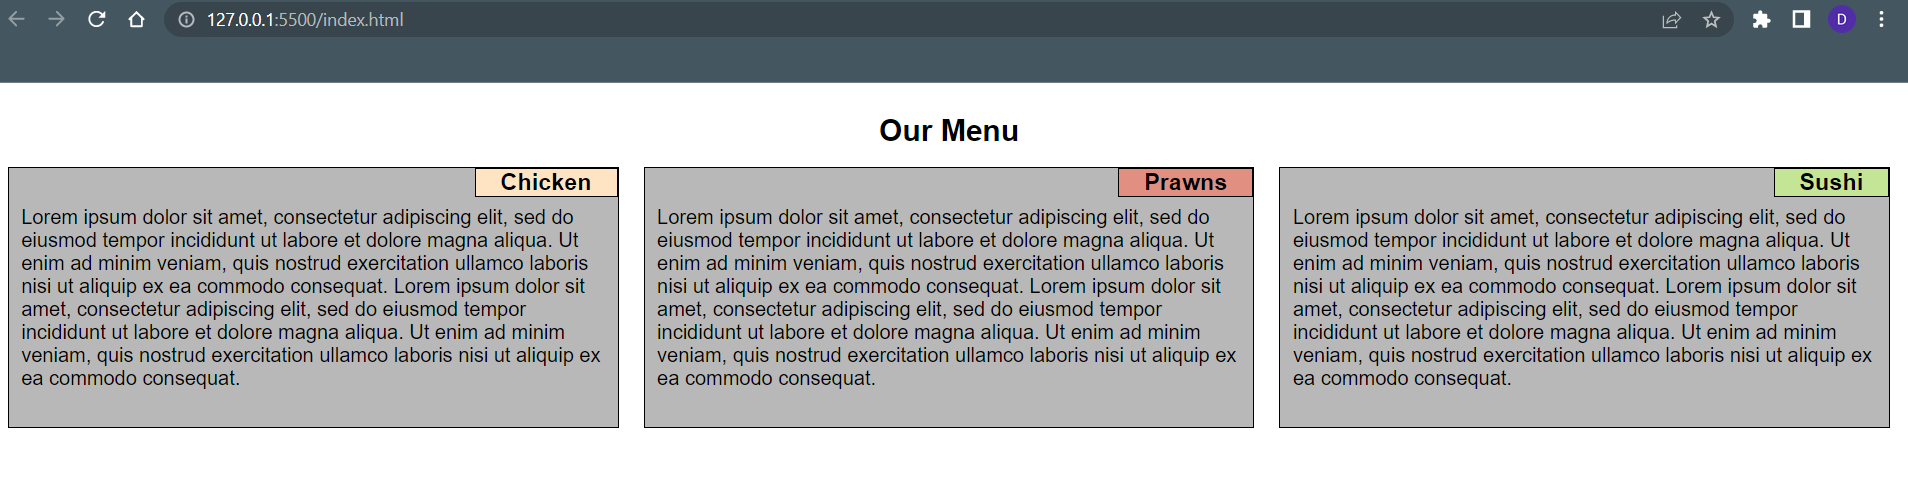 127.0.0.1:5500/index.html
D
Our Menu
Chicken
Lorem ipsum dolor sit amet, consectetur adipiscing elit, sed do
eiusmod tempor incididunt ut labore et dolore magna aliqua. Ut
enim ad minim veniam, quis nostrud exercitation ullamco laboris
nisi ut aliquip ex ea commodo consequat. Lorem ipsum dolor sit
amet, consectetur adipiscing elit, sed do eiusmod tempor
incididunt ut labore et dolore magna aliqua. Ut enim ad minim
veniam, quis nostrud exercitation ullamco laboris nisi ut aliquip ex
ea commodo consequat.
Prawns
Lorem ipsum dolor sit amet, consectetur adipiscing elit, sed do
eiusmod tempor incididunt ut labore et dolore magna aliqua. Ut
enim ad minim veniam, quis nostrud exercitation ullamco laboris
nisi ut aliquip ex ea commodo consequat. Lorem ipsum dolor sit
amet, consectetur adipiscing elit, sed do eiusmod tempor
incididunt ut labore et dolore magna aliqua. Ut enim ad minim
veniam, quis nostrud exercitation ullamco laboris nisi ut aliquip ex
ea commodo consequat.
Sushi
Lorem ipsum dolor sit amet, consectetur adipiscing elit, sed do
eiusmod tempor incididunt ut labore et dolore magna aliqua. Ut
enim ad minim veniam, quis nostrud exercitation ullamco laboris
nisi ut aliquip ex ea commodo consequat. Lorem ipsum dolor sit
amet, consectetur adipiscing elit, sed do eiusmod tempor
incididunt ut labore et dolore magna aliqua. Ut enim ad minim
veniam, quis nostrud exercitation ullamco laboris nisi ut aliquip ex
ea commodo consequat.